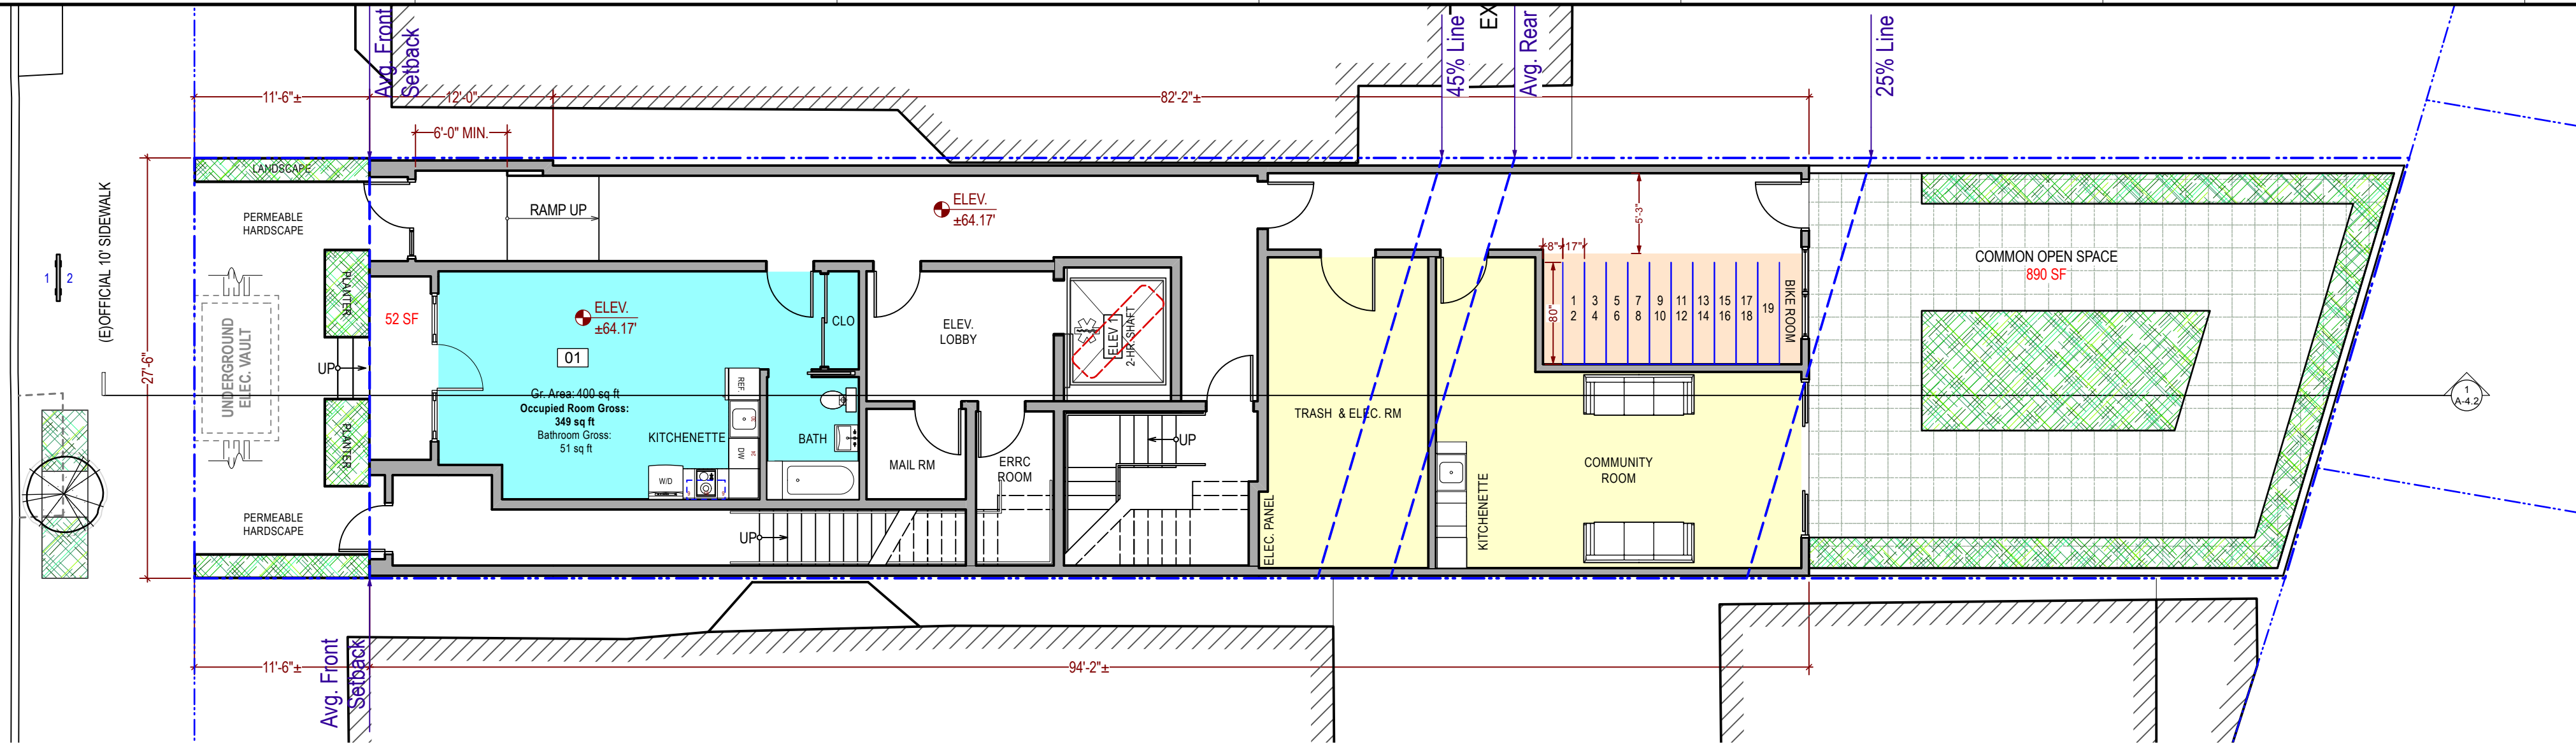 Avg. Front
Setback
EX
45% Line
Avg. Rear
25% Line
11'-6"±
12'-0"
82'-2"±
6'-0" MIN.
LANDSCAPE
(E)OFFICIAL 10' SIDEWALK
PERMEABLE
HARDSCAPE
RAMP UP
ELEV.
±64.17'
5'-3"
8"
17"
COMMON OPEN SPACE
890 SF
1 2
27'-6"
UNDERGROUND
ELEC. VAULT
PLANTER
UP
52 SF
ELEV.
±64.17'
CLO
01
ELEV.
LOBBY
ELEV 1
2-HR. SHAFT
80"
1
2
3
4
5
6
7
8
9
10
11
12
13
14
15
16
17
18
19
BIKE ROOM
Gr. Area: 400 sq ft
Occupied Room Gross:
349 sq ft
Bathroom Gross:
51 sq ft
REF.
KITCHENETTE
DW
W/D
BATH
PLANTER
MAIL RM
ERRC
ROOM
UP
TRASH & ELEC. RM
ELEC. PANEL
KITCHENETTE
COMMUNITY
ROOM
1
A-4.2
PERMEABLE
HARDSCAPE
UP
11'-6"±
94'-2"±
Avg. Front
Setback